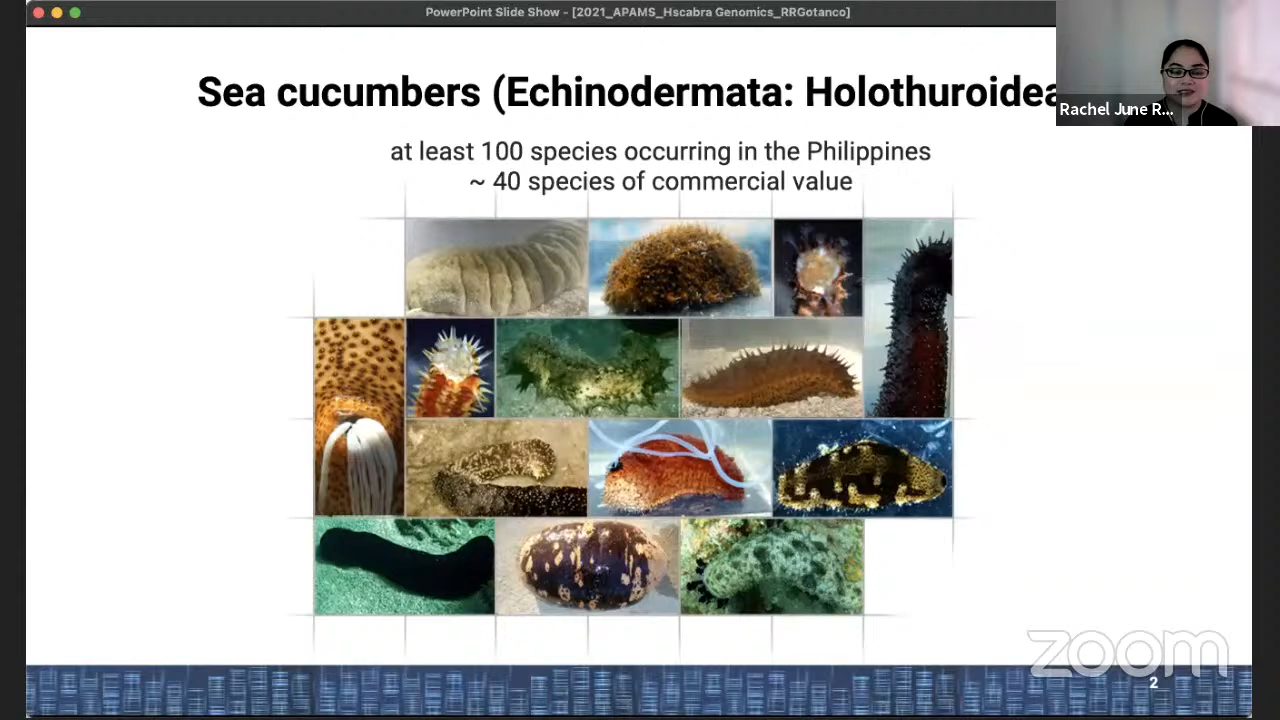 PowerPoint Slide Show - [2021_APAMS_Hscabra Genomics_RRGotanco]
Sea cucumbers (Echinodermata: Holothuroidea
Rachel June R...
at least 100 species occurring in the Philippines
~ 40 species of commercial value
zoom
2